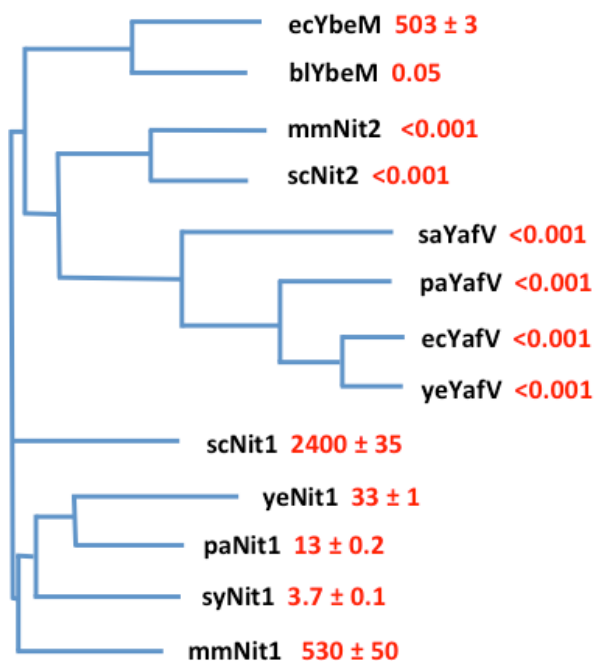 ecYbeM 503 ± 3
blYbeM 0.05
mmNit2 <0.001
scNit2 <0.001
saYafV <0.001
paYafV <0.001
ecYafV <0.001
yeYafV <0.001
scNit1 2400 ± 35
yeNit1 33 ± 1
paNit1 13 ± 0.2
syNit1 3.7 ± 0.1
mmNit1 530 ± 50